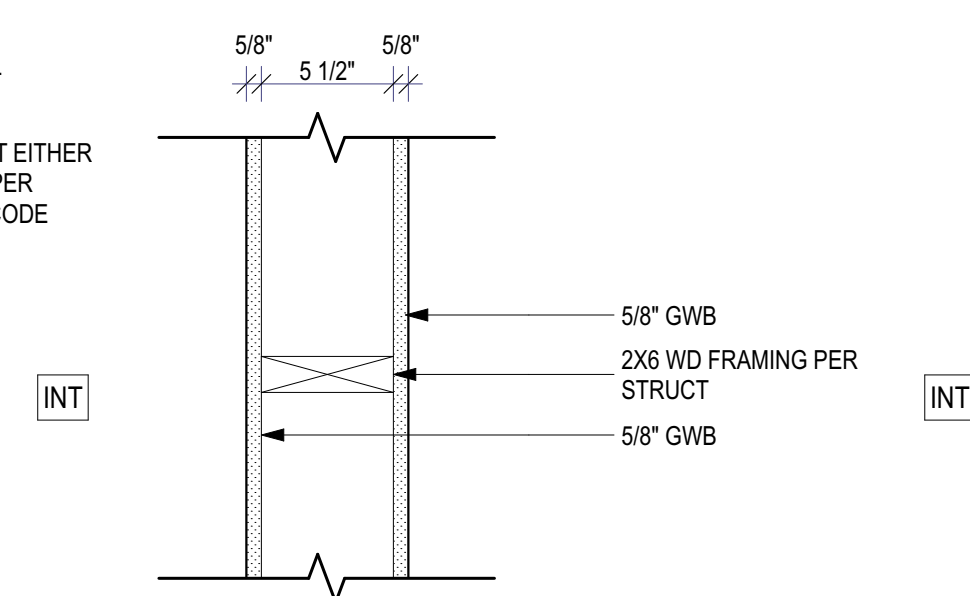 5/8" 5/8"
5 1/2"
T EITHER
PER
CODE
5/8" GWB
2X6 WD FRAMING PER
STRUCT
INT INT
5/8" GWB